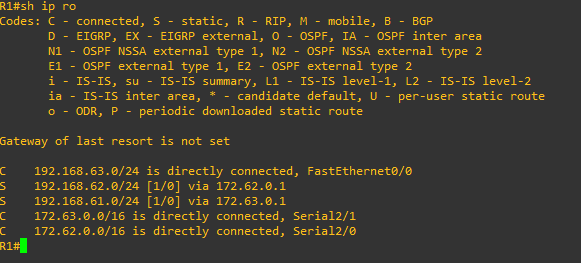 R1#sh ip ro
Codes: C - connected, S - static, R - RIP, M - mobile, B - BGP
       D - EIGRP, EX - EIGRP external, O - OSPF, IA - OSPF inter area
       N1 - OSPF NSSA external type 1, N2 - OSPF NSSA external type 2
       E1 - OSPF external type 1, E2 - OSPF external type 2
       i - IS-IS, su - IS-IS summary, L1 - IS-IS level-1, L2 - IS-IS level-2
       ia - IS-IS inter area, * - candidate default, U - per-user static route
       o - ODR, P - periodic downloaded static route

Gateway of last resort is not set

C    192.168.63.0/24 is directly connected, FastEthernet0/0
S    192.168.62.0/24 [1/0] via 172.62.0.1
S    192.168.61.0/24 [1/0] via 172.63.0.1
C    172.63.0.0/16 is directly connected, Serial2/1
C    172.62.0.0/16 is directly connected, Serial2/0
R1#